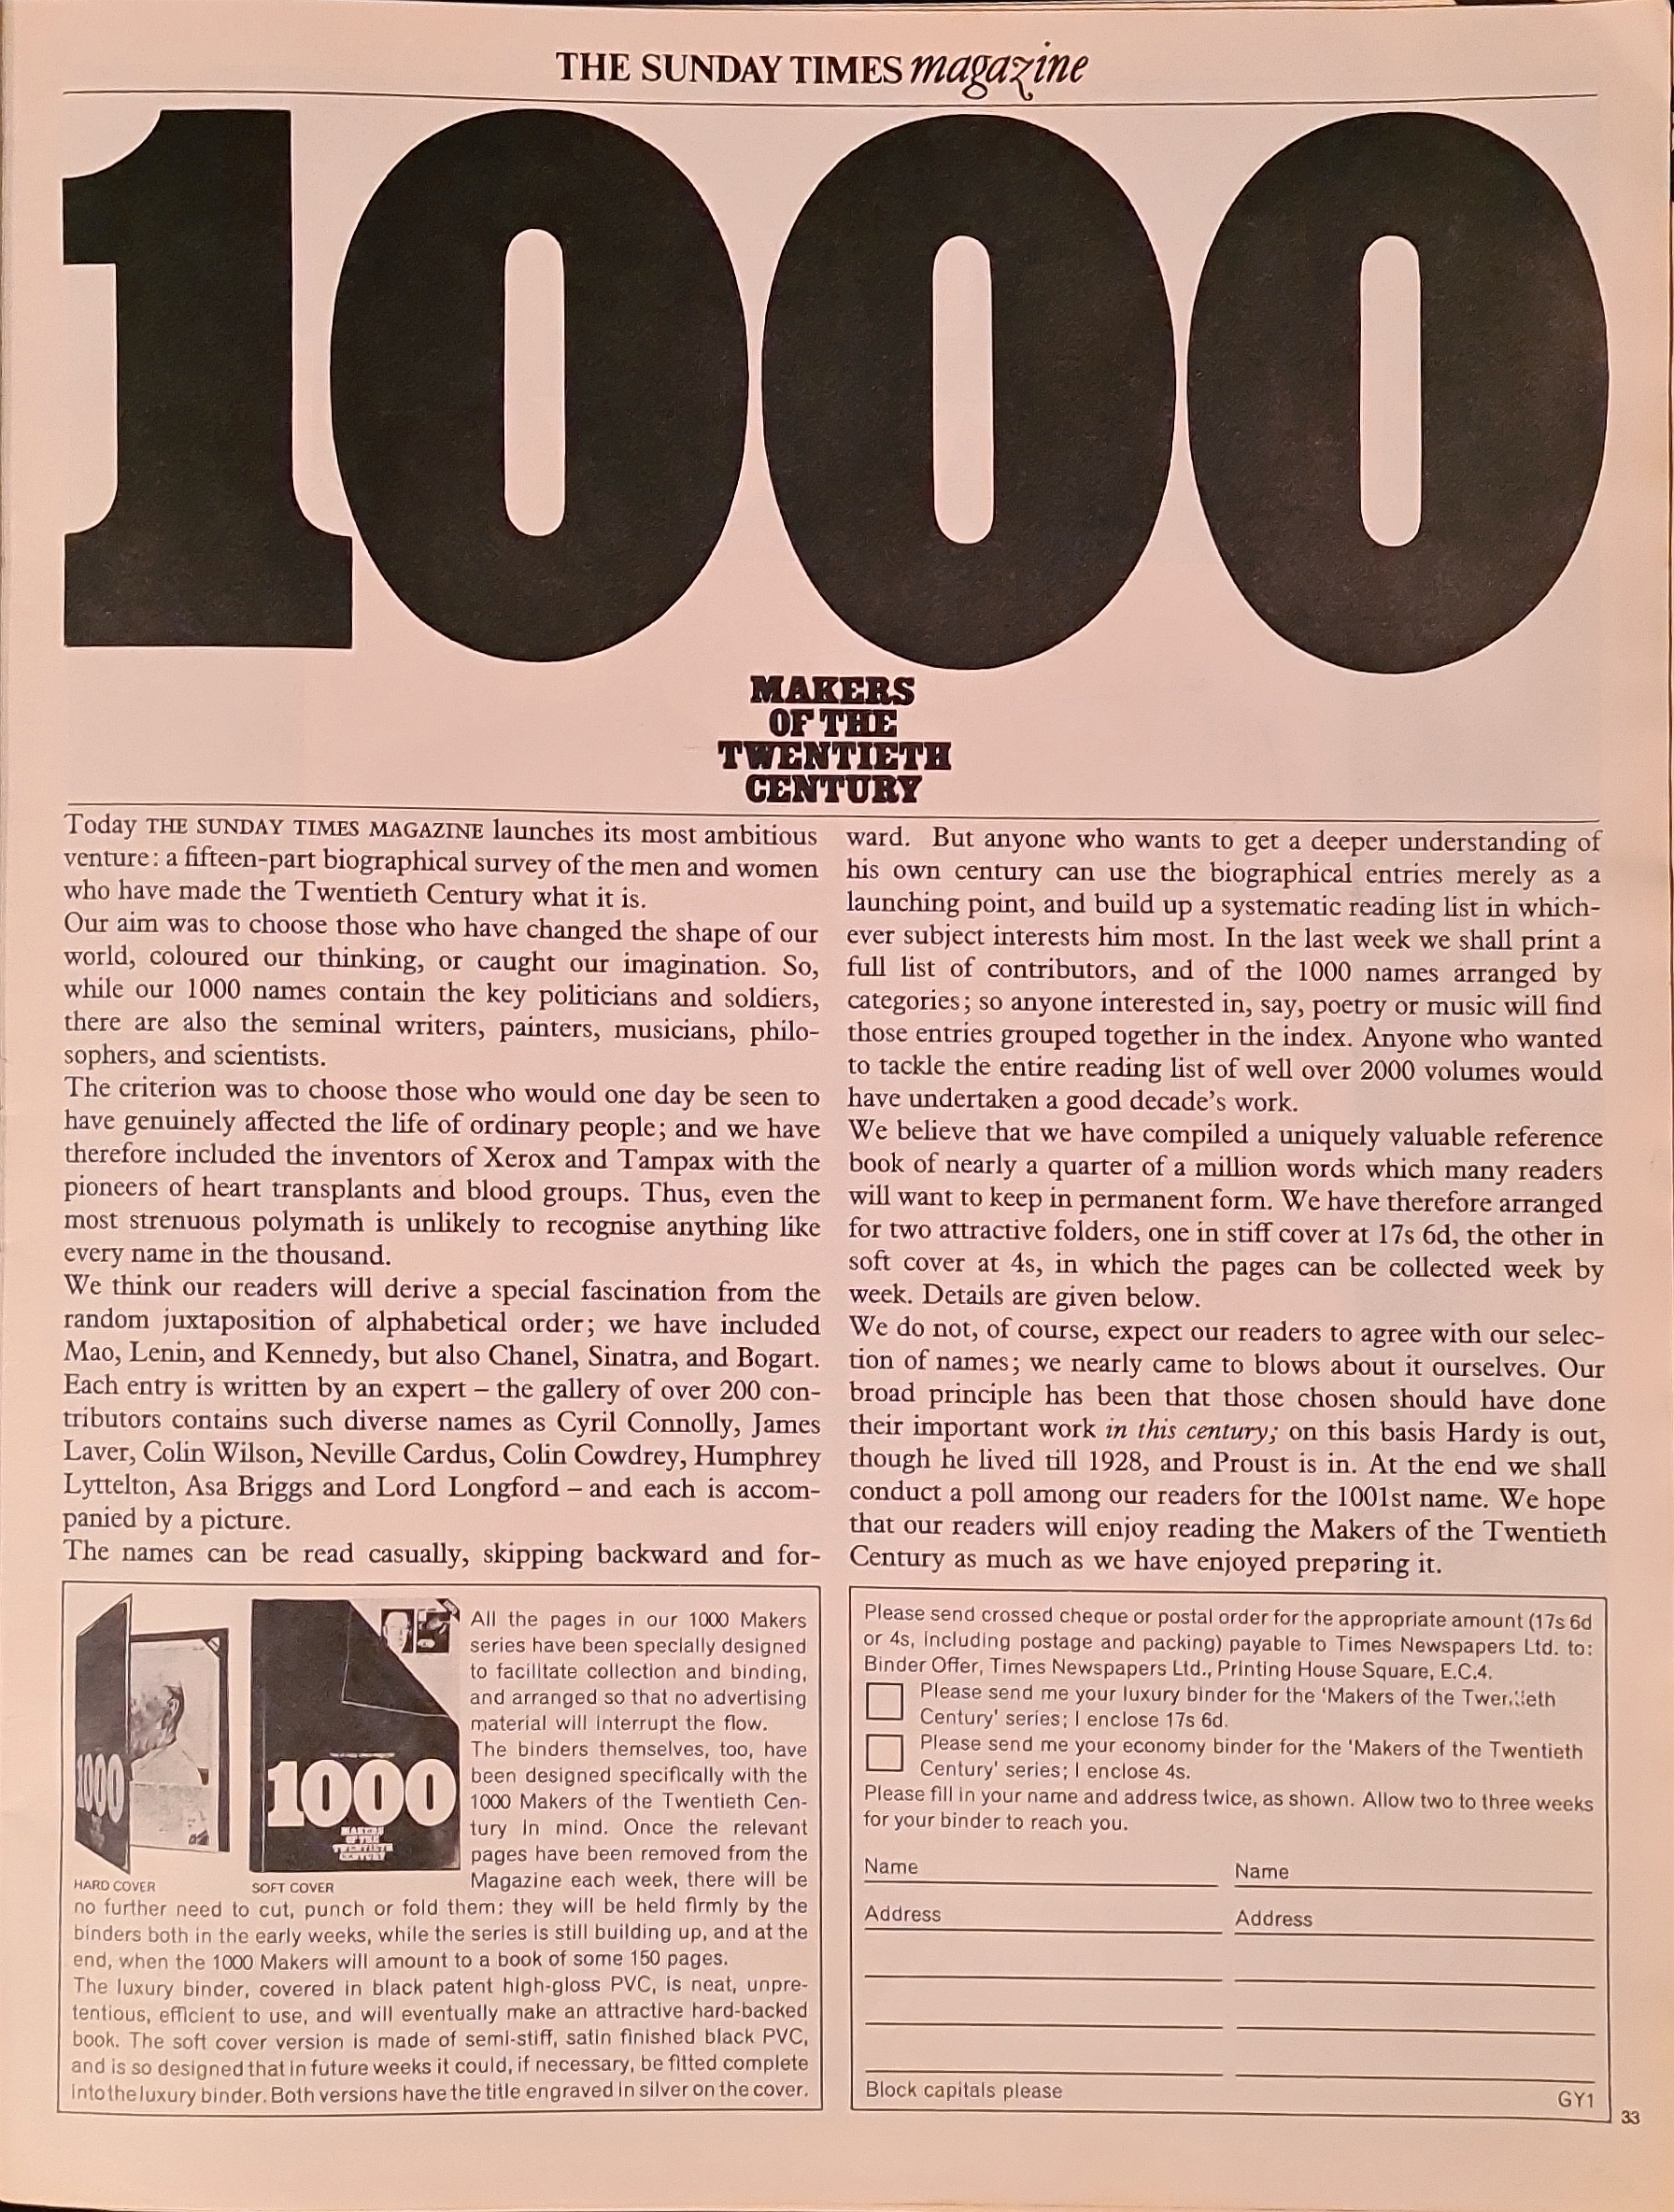 THE SUNDAY TIMES magazine
1000
MAKERS
OF THE
TWENTIETH
CENTURY
Today THE SUNDAY TIMES MAGAZINE launches its most ambitious
venture: a fifteen-part biographical survey of the men and women
who have made the Twentieth Century what it is.
Our aim was to choose those who have changed the shape of our
world, coloured our thinking, or caught our imagination. So,
while our 1000 names contain the key politicians and soldiers,
there are also the seminal writers, painters, musicians, philo-
sophers, and scientists.
The criterion was to choose those who would one day be seen to
have genuinely affected the life of ordinary people; and we have
therefore included the inventors of Xerox and Tampax with the
pioneers of heart transplants and blood groups. Thus, even the
most strenuous polymath is unlikely to recognise anything like
every name in the thousand.
We think our readers will derive a special fascination from the
random juxtaposition of alphabetical order; we have included
Mao, Lenin, and Kennedy, but also Chanel, Sinatra, and Bogart.
Each entry is written by an expert – the gallery of over 200 con-
tributors contains such diverse names as Cyril Connolly, James
Laver, Colin Wilson, Neville Cardus, Colin Cowdrey, Humphrey
Lyttelton, Asa Briggs and Lord Longford – and each is accom-
panied by a picture.
The names can be read casually, skipping backward and for-
ward. But anyone who wants to get a deeper understanding of
his own century can use the biographical entries merely as a
launching point, and build up a systematic reading list in which-
ever subject interests him most. In the last week we shall print a
full list of contributors, and of the 1000 names arranged by
categories; so anyone interested in, say, poetry or music will find
those entries grouped together in the index. Anyone who wanted
to tackle the entire reading list of well over 2000 volumes would
have undertaken a good decade's work.
We believe that we have compiled a uniquely valuable reference
book of nearly a quarter of a million words which many readers
will want to keep in permanent form. We have therefore arranged
for two attractive folders, one in stiff cover at 17s 6d, the other in
soft cover at 4s, in which the pages can be collected week by
week. Details are given below.
We do not, of course, expect our readers to agree with our selec-
tion of names; we nearly came to blows about it ourselves. Our
broad principle has been that those chosen should have done
their important work in this century; on this basis Hardy is out,
though he lived till 1928, and Proust is in. At the end we shall
conduct a poll among our readers for the 1001st name. We hope
that our readers will enjoy reading the Makers of the Twentieth
Century as much as we have enjoyed preparing it.
1000
1000
MAKERS
OF THE
TWENTIETH
CENTURY
HARD COVER
SOFT COVER
All the pages in our 1000 Makers
series have been specially designed
to facilitate collection and binding,
and arranged so that no advertising
material will interrupt the flow.
The binders themselves, too, have
been designed specifically with the
1000 Makers of the Twentieth Cen-
tury in mind. Once the relevant
pages have been removed from the
Magazine each week, there will be
no further need to cut, punch or fold them: they will be held firmly by the
binders both in the early weeks, while the series is still building up, and at the
end, when the 1000 Makers will amount to a book of some 150 pages.
The luxury binder, covered in black patent high-gloss PVC, is neat, unpre-
tentious, efficient to use, and will eventually make an attractive hard-backed
book. The soft cover version is made of semi-stiff, satin finished black PVC,
and is so designed that in future weeks it could, if necessary, be fitted complete
into the luxury binder. Both versions have the title engraved in silver on the cover.
Please send crossed cheque or postal order for the appropriate amount (17s 6d
or 4s, including postage and packing) payable to Times Newspapers Ltd. to:
Binder Offer, Times Newspapers Ltd., Printing House Square, E.C.4.
Please send me your luxury binder for the 'Makers of the Twentieth
Century' series; I enclose 17s 6d.
Please send me your economy binder for the 'Makers of the Twentieth
Century' series; I enclose 4s.
Please fill in your name and address twice, as shown. Allow two to three weeks
for your binder to reach you.
Name
Name
Address
Address
Block capitals please
GY1
33